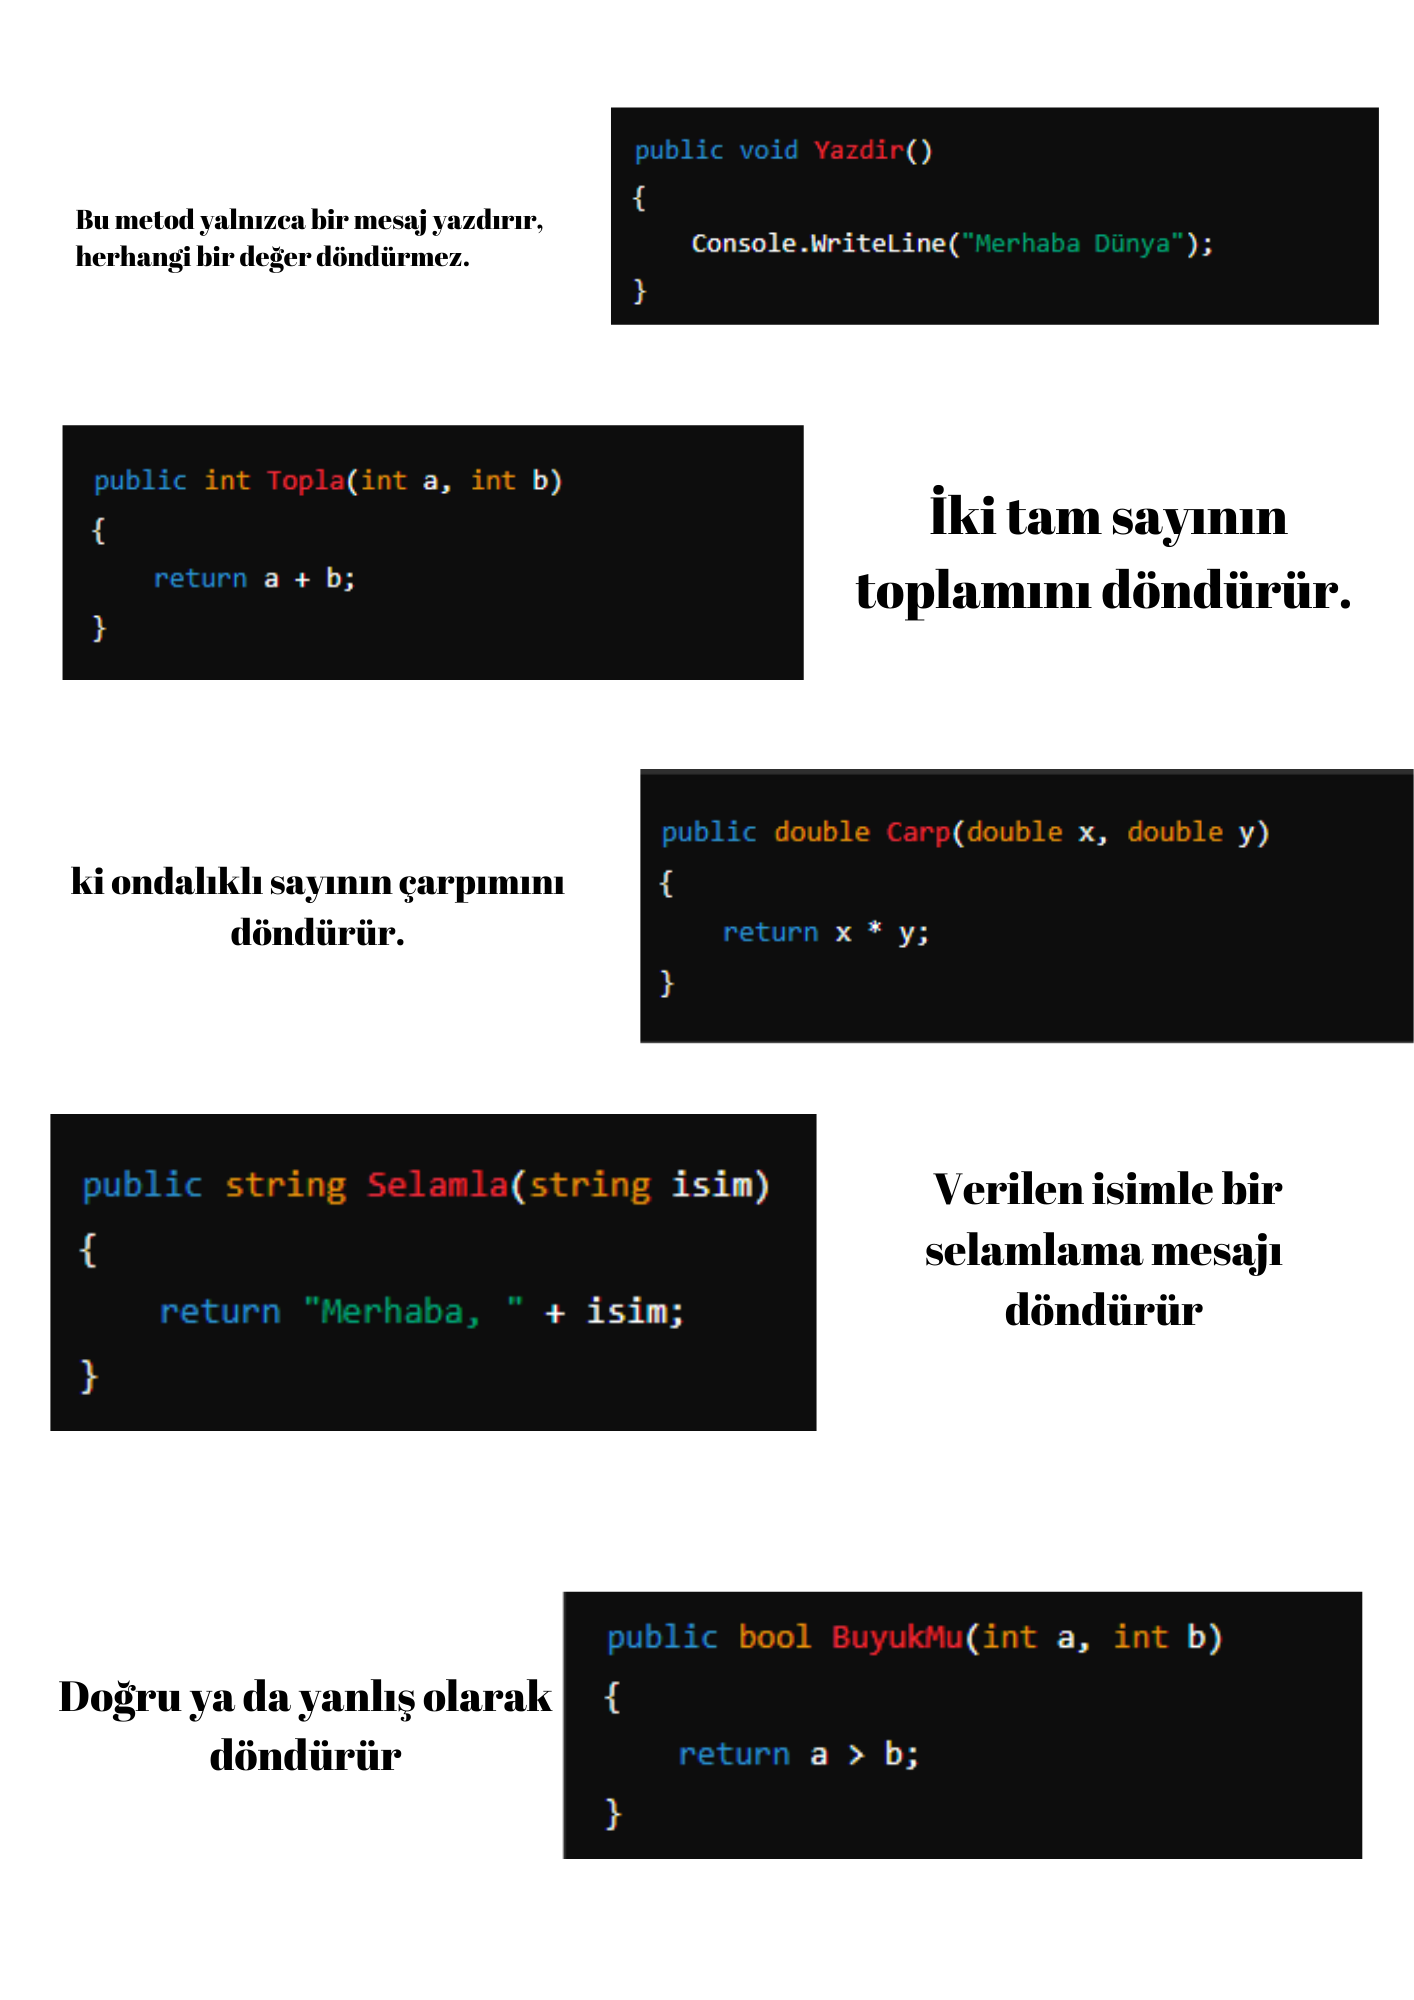 Bu metod yalnızca bir mesaj yazdırır,
herhangi bir değer döndürmez.
public void Yazdir()
{
    Console.WriteLine("Merhaba Dünya");
}
public int Topla(int a, int b)
{
    return a + b;
}
İki tam sayının
toplamını döndürür.
ki ondalıklı sayının çarpımını
döndürür.
public double Carp(double x, double y)
{
    return x * y;
}
public string Selamla(string isim)
{
    return "Merhaba, " + isim;
}
Verilen isimle bir
selamlama mesajı
döndürür
Doğru ya da yanlış olarak
döndürür
public bool BuyukMu(int a, int b)
{
    return a > b;
}